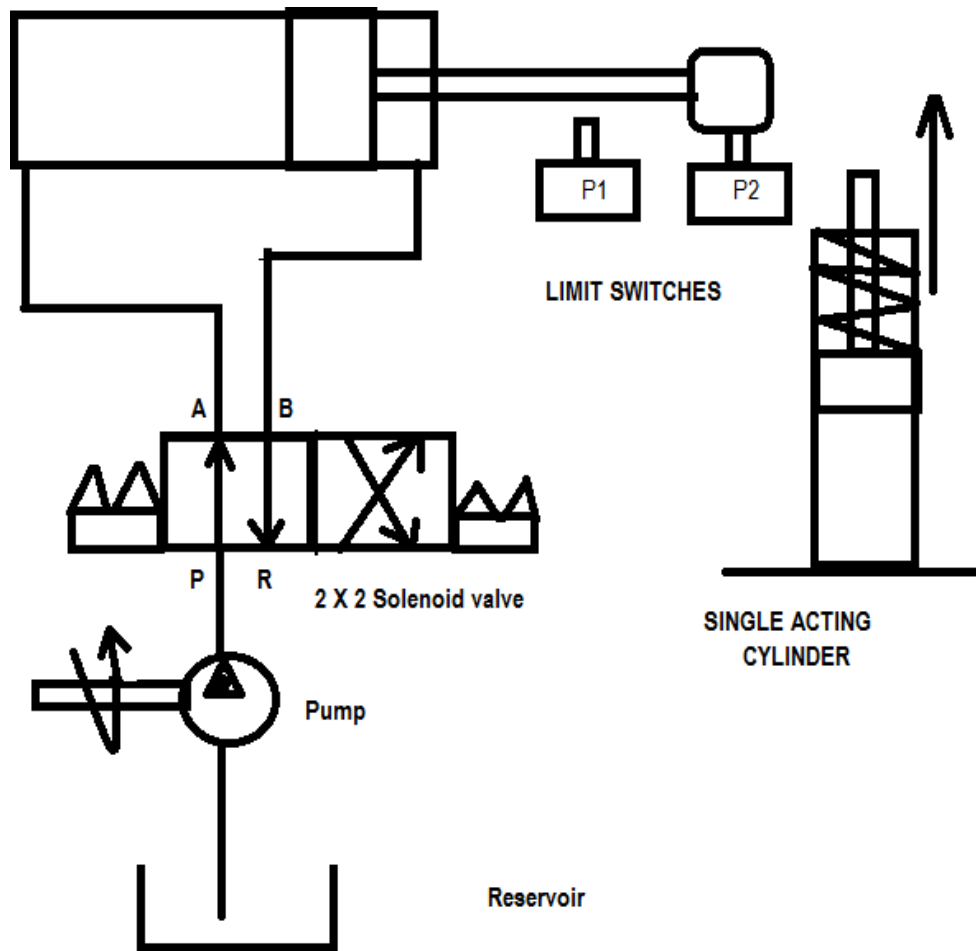 P1
P2
LIMIT SWITCHES
A
B
P
R
2 X 2 Solenoid valve
SINGLE ACTING
CYLINDER
Pump
Reservoir